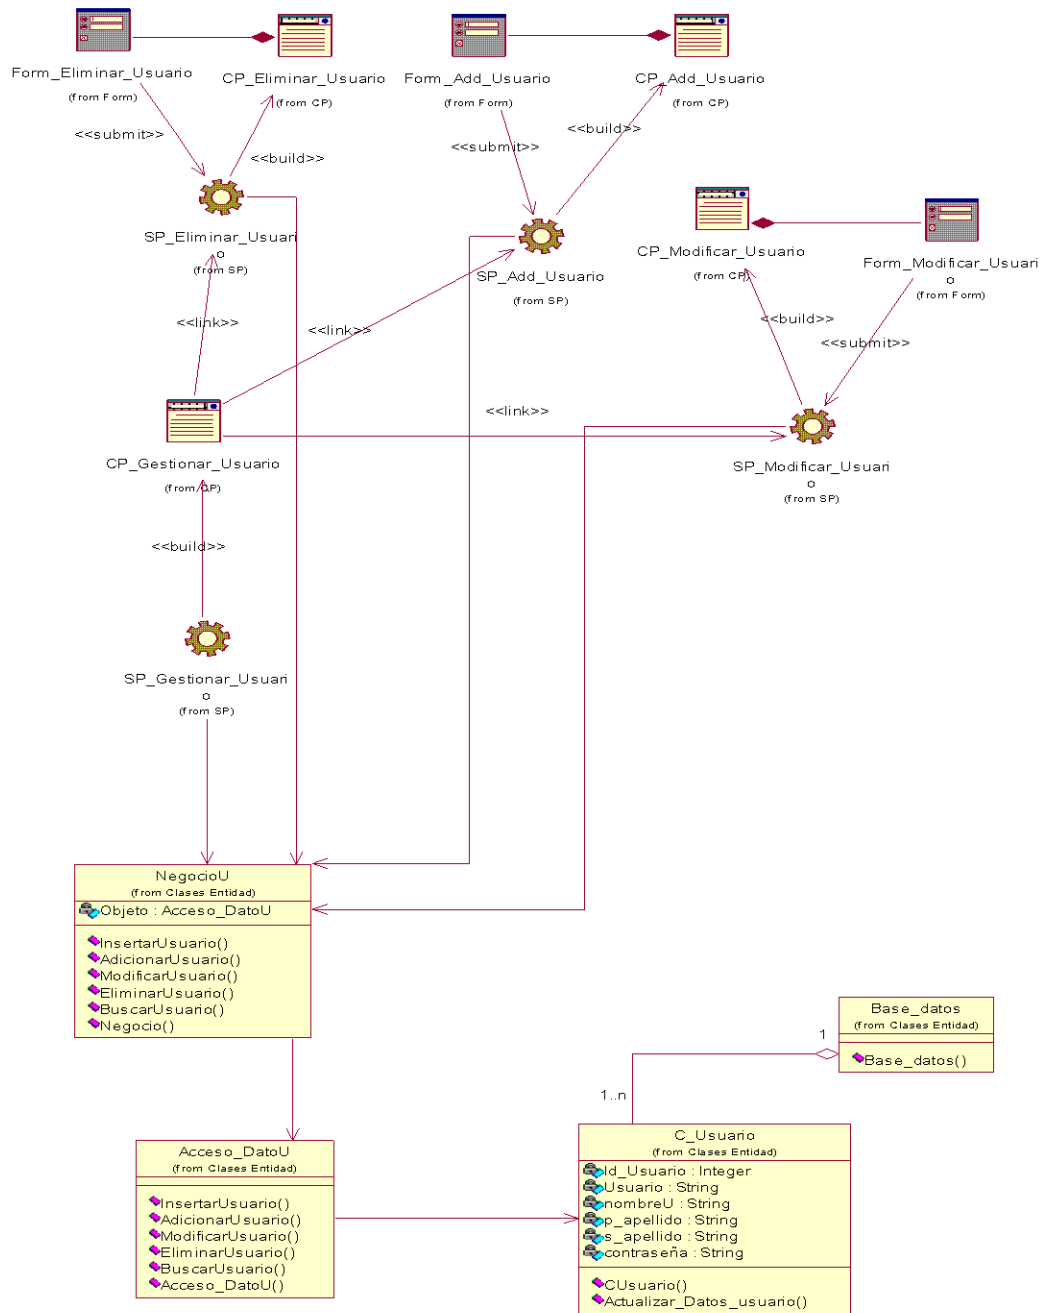 Form_Eliminar_Usuario
(from Form)
CP_Eliminar_Usuario
(from CP)
Form_Add_Usuario
(from Form)
CP_Add_Usuario
(from CP)
<<submit>>
<<build>>
<<submit>>
<<build>>
SP_Eliminar_Usuari
o
(from SP)
SP_Add_Usuario
(from SP)
CP_Modificar_Usuario
(from CP)
Form_Modificar_Usuari
o
(from Form)
<<link>>
<<link>>
<<build>>
<<submit>>
<<link>>
CP_Gestionar_Usuario
(from CP)
SP_Modificar_Usuari
o
(from SP)
<<build>>
SP_Gestionar_Usuari
o
(from SP)
NegocioU
(from Clases Entidad)
Objeto : Acceso_DatoU
InsertarUsuario()
AdicionarUsuario()
ModificarUsuario()
EliminarUsuario()
BuscarUsuario()
Negocio()
Base_datos
(from Clases Entidad)
Base_datos()
1
1..n
Acceso_DatoU
(from Clases Entidad)
InsertarUsuario()
AdicionarUsuario()
ModificarUsuario()
EliminarUsuario()
BuscarUsuario()
Acceso_DatoU()
C_Usuario
(from Clases Entidad)
Id_Usuario : Integer
Usuario : String
nombreU : String
p_apellido : String
s_apellido : String
contraseña : String
CUsuario()
Actualizar_Datos_usuario()